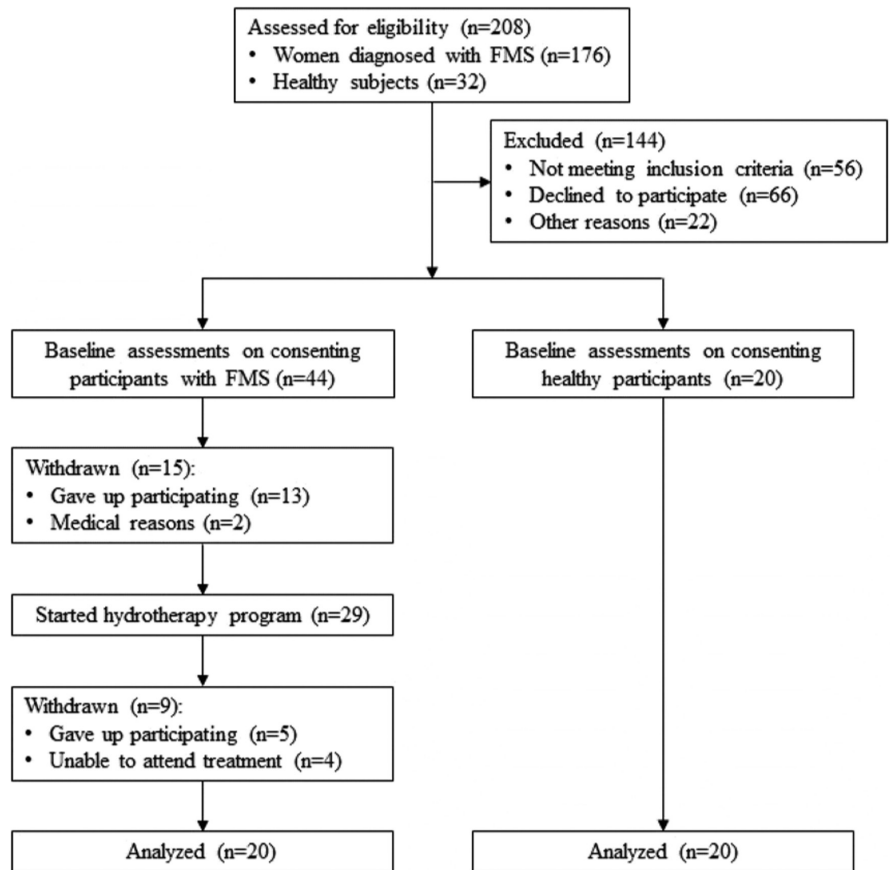 Assessed for eligibility (n=208)
• Women diagnosed with FMS (n=176)
• Healthy subjects (n=32)
Excluded (n=144)
• Not meeting inclusion criteria (n=56)
• Declined to participate (n=66)
• Other reasons (n=22)
Baseline assessments on consenting
participants with FMS (n=44)
Baseline assessments on consenting
healthy participants (n=20)
Withdrawn (n=15):
• Gave up participating (n=13)
• Medical reasons (n=2)
Started hydrotherapy program (n=29)
Withdrawn (n=9):
• Gave up participating (n=5)
• Unable to attend treatment (n=4)
Analyzed (n=20)
Analyzed (n=20)